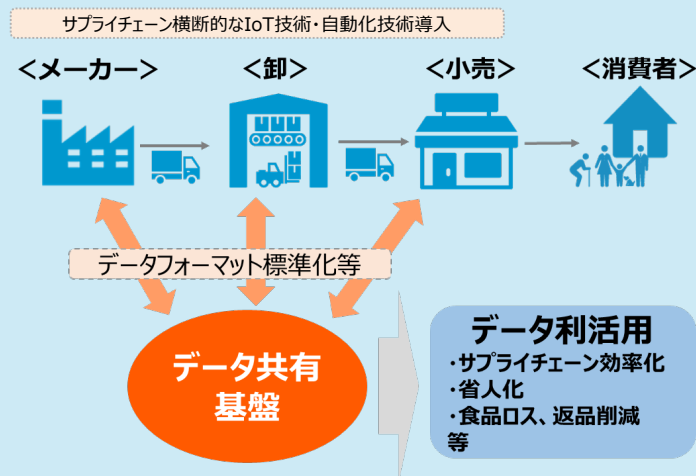 サプライチェーン横断的なIoT技術・自動化技術導入
＜メーカー＞
＜卸＞
＜小売＞
＜消費者＞
データフォーマット標準化等
データ共有
基盤
データ利活用
・サプライチェーン効率化
・省人化
・食品ロス、返品削減
等